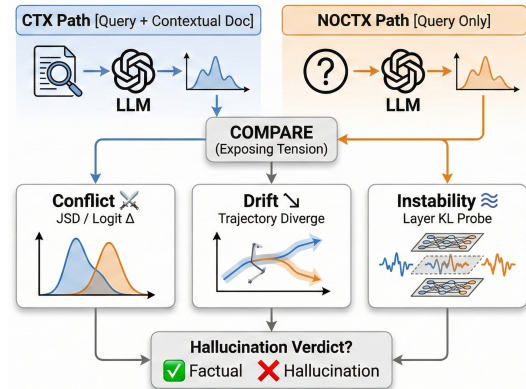 CTX Path [Query + Contextual Doc]
NOCTX Path [Query Only]
?
LLM
LLM
COMPARE
(Exposing Tension)
Conflict
JSD / Logit Δ
Drift
Trajectory Diverge
Instability
Layer KL Probe
Hallucination Verdict?
Factual
Hallucination